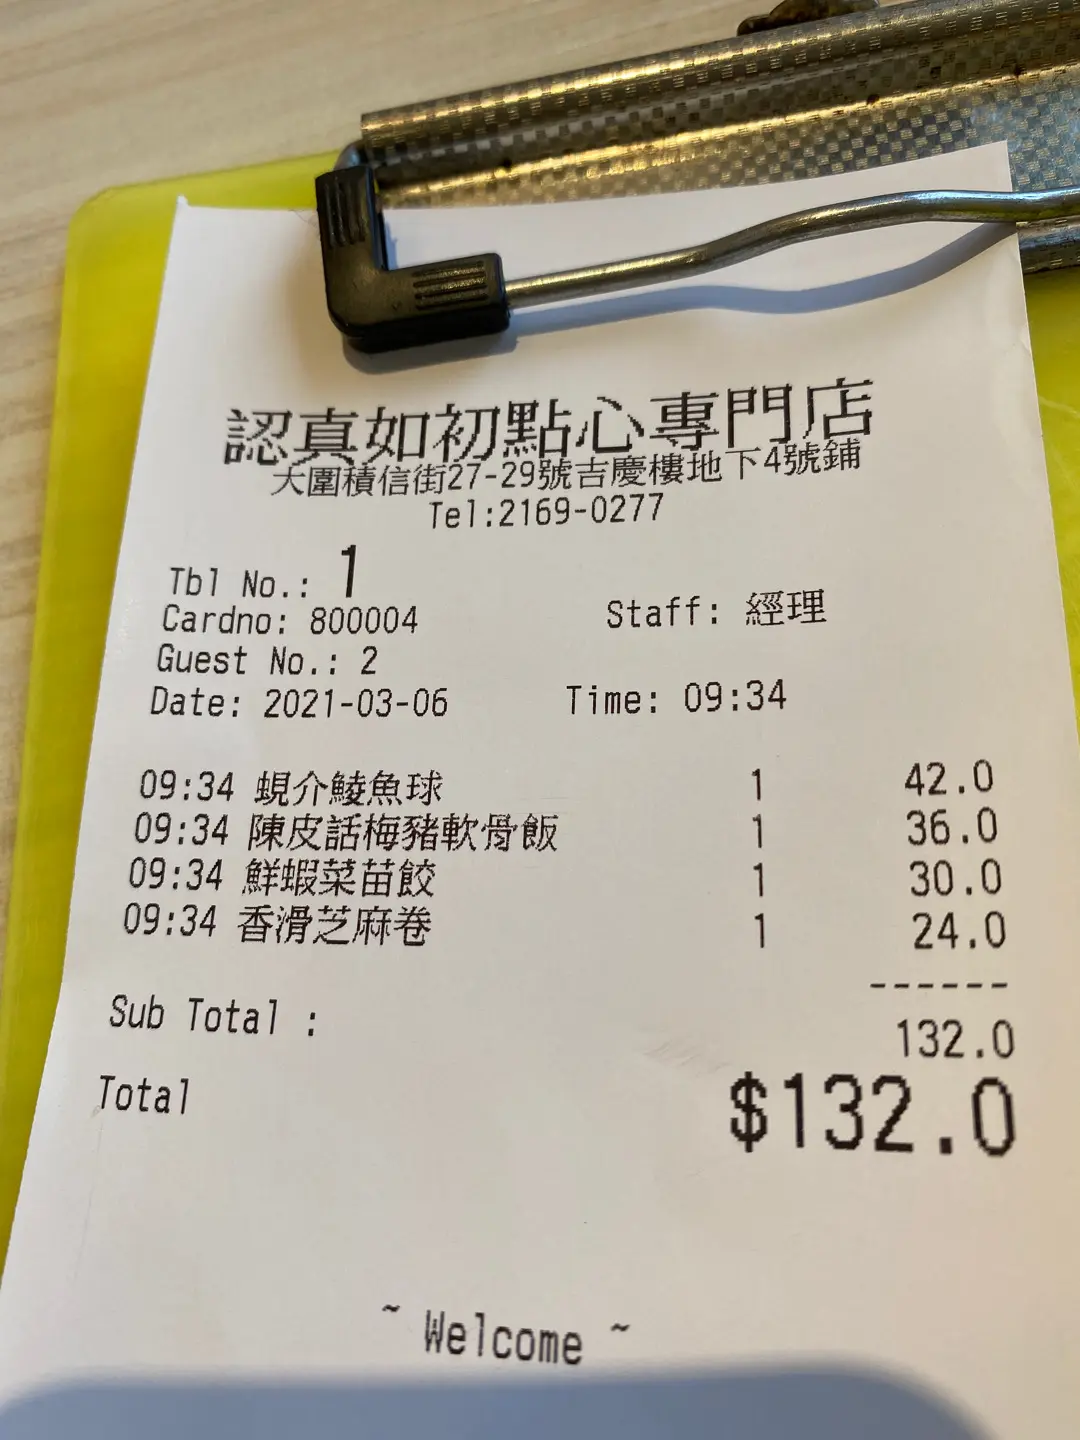 認真如初點心專門店
大圍積信街27-29號吉慶樓地下4號鋪
Tel:2169-0277
Tbl No.: 1
Cardno: 800004 Staff: 經理
Guest No.: 2
Date: 2021-03-06 Time: 09:34
09:34 蜆介鯪魚球 1 42.0
09:34 陳皮話梅豬軟骨飯 1 36.0
09:34 鮮蝦菜苗餃 1 30.0
09:34 香滑芝麻卷 1 24.0
------
Sub Total : 132.0
Total $132.0
~ Welcome ~